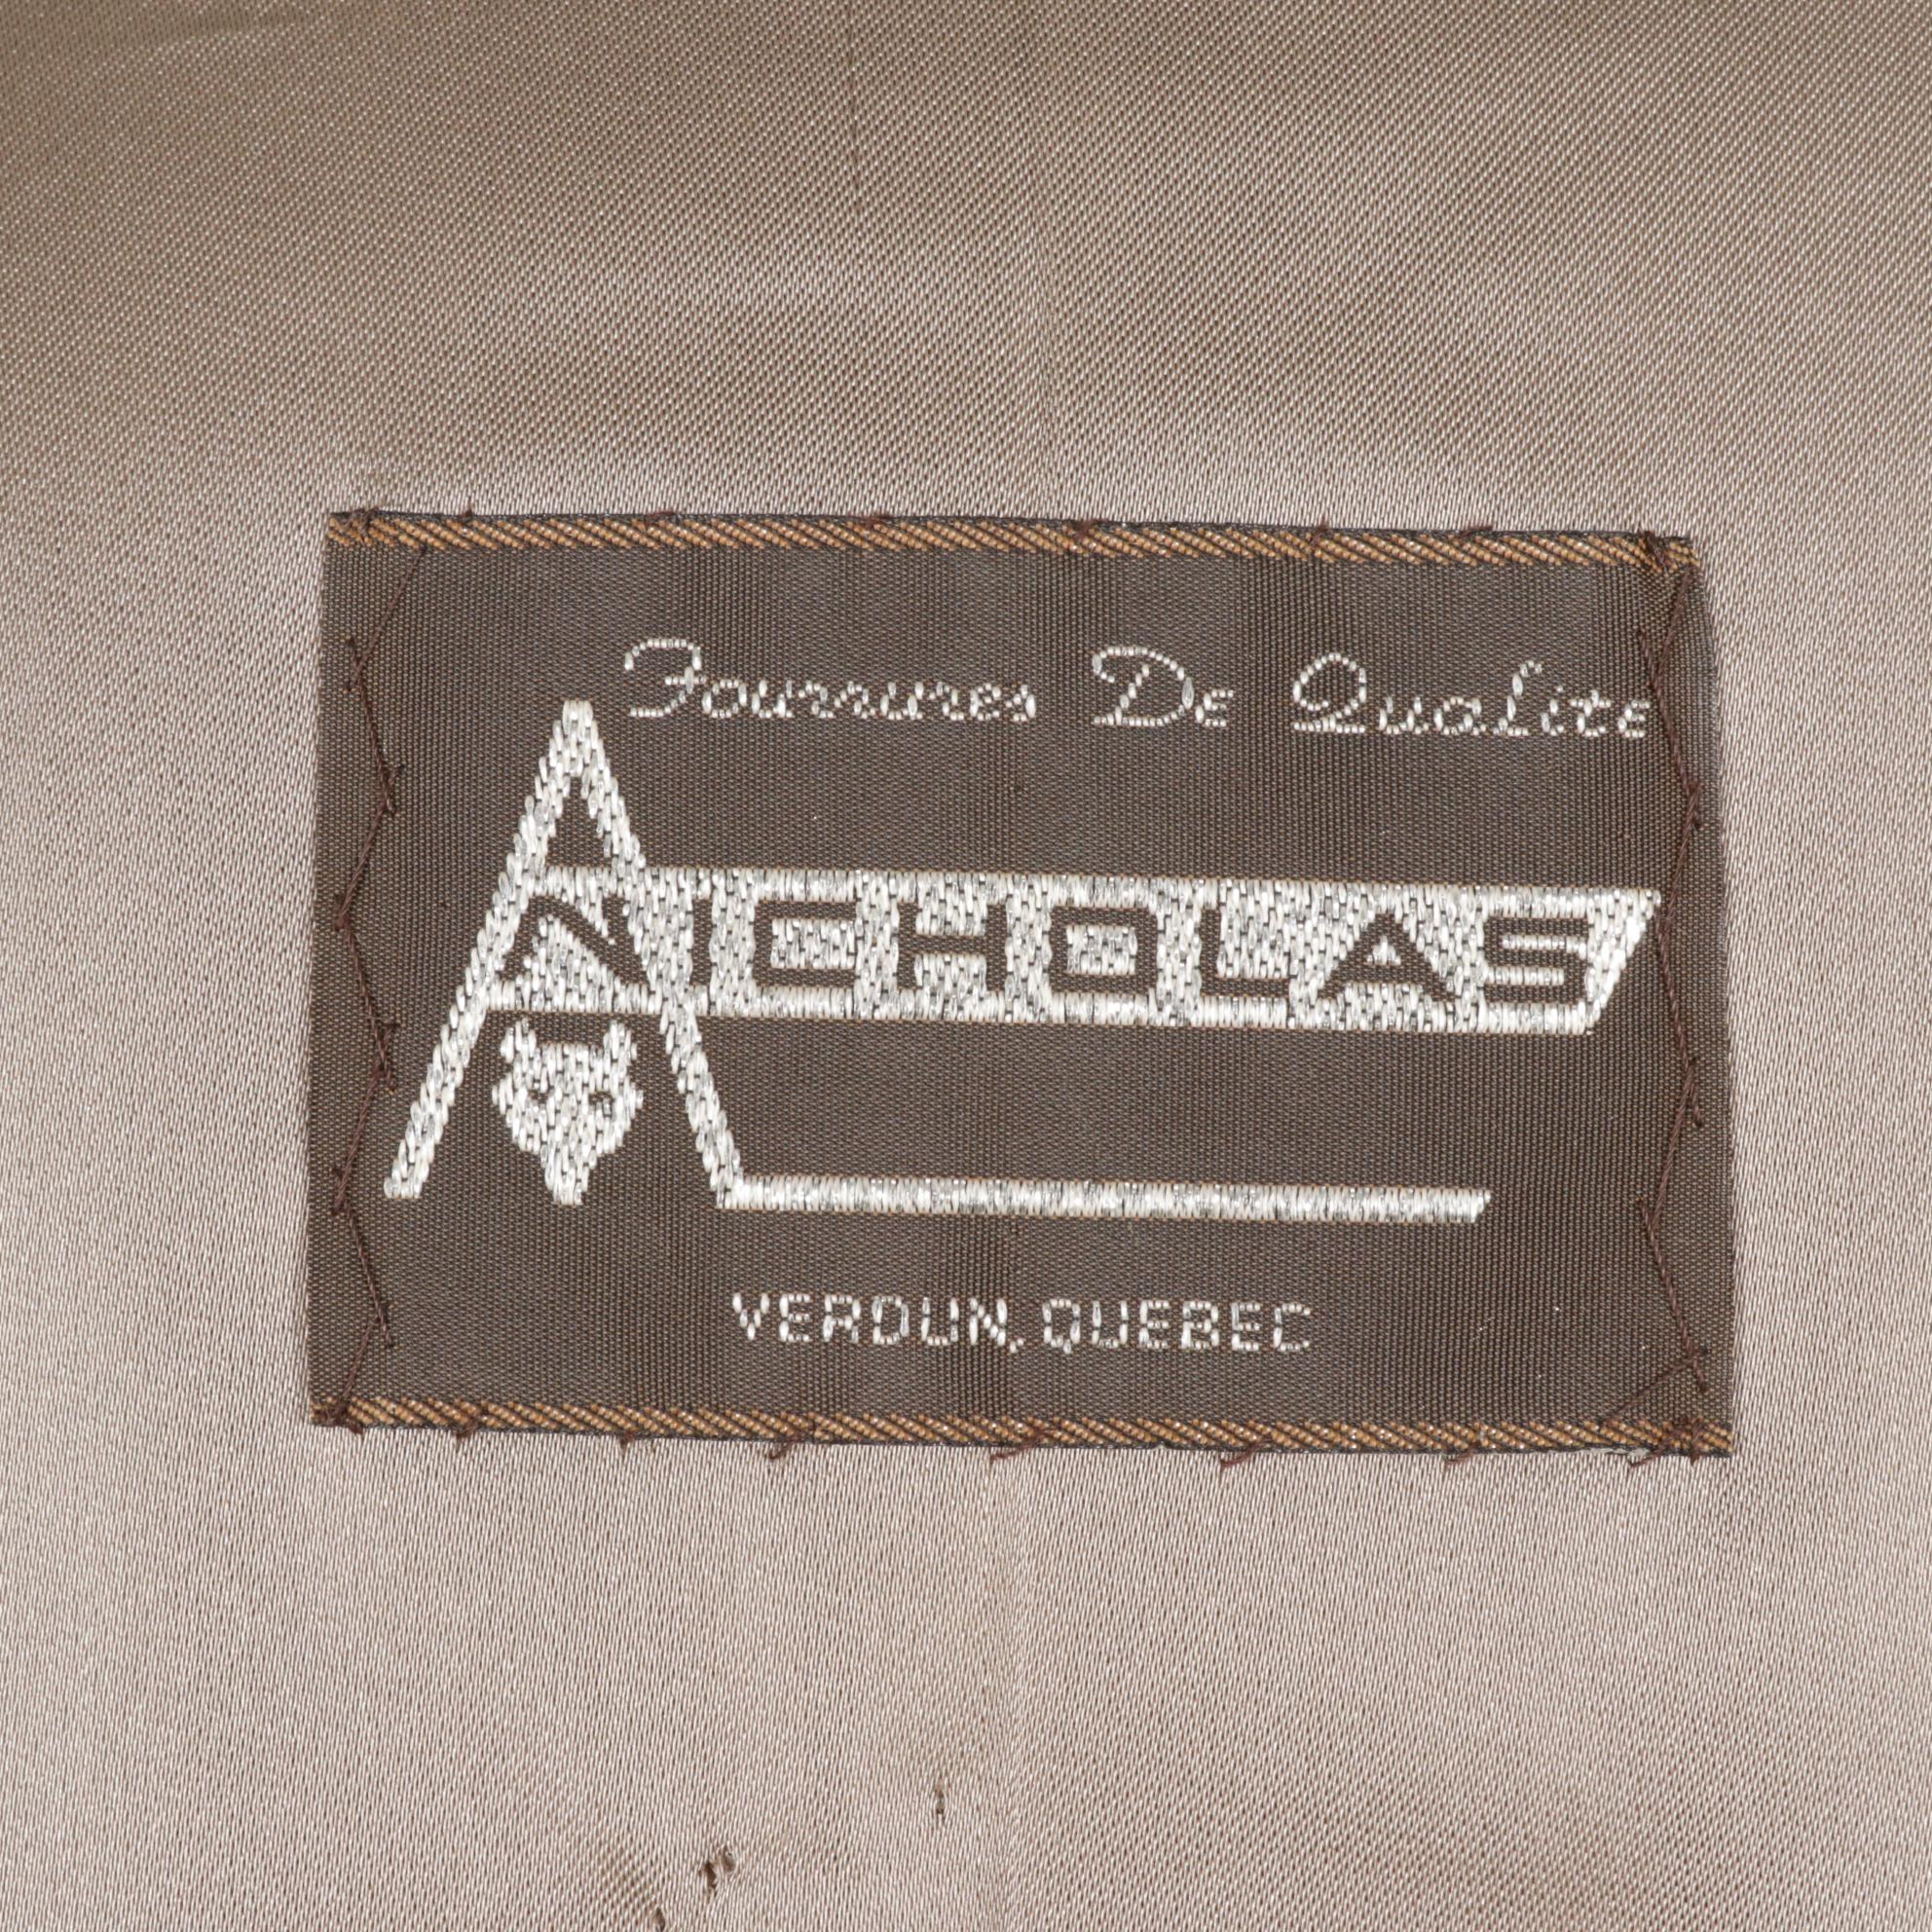 Fourrures De Qualite
A. NICHOLAS
VERDUN, QUEBEC